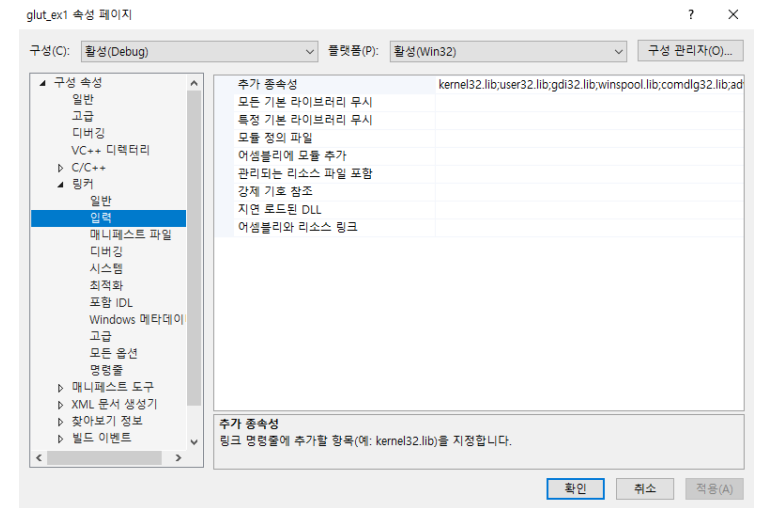 glut_ex1 속성 페이지
? ×
구성(C): 활성(Debug) 플랫폼(P): 활성(Win32) 구성 관리자(O)...
구성 속성
일반
고급
디버깅
VC++ 디렉터리
C/C++
링커
일반
입력
매니페스트 파일
디버깅
시스템
최적화
포함 IDL
Windows 메타데이
고급
모든 옵션
명령줄
매니페스트 도구
XML 문서 생성기
찾아보기 정보
빌드 이벤트
추가 종속성 kernel32.lib;user32.lib;gdi32.lib;winspool.lib;comdlg32.lib;ad
모든 기본 라이브러리 무시
특정 기본 라이브러리 무시
모듈 정의 파일
어셈블리에 모듈 추가
관리되는 리소스 파일 포함
강제 기호 참조
지연 로드된 DLL
어셈블리와 리소스 링크
추가 종속성
링크 명령줄에 추가할 항목(예: kernel32.lib)을 지정합니다.
확인 취소 적용(A)